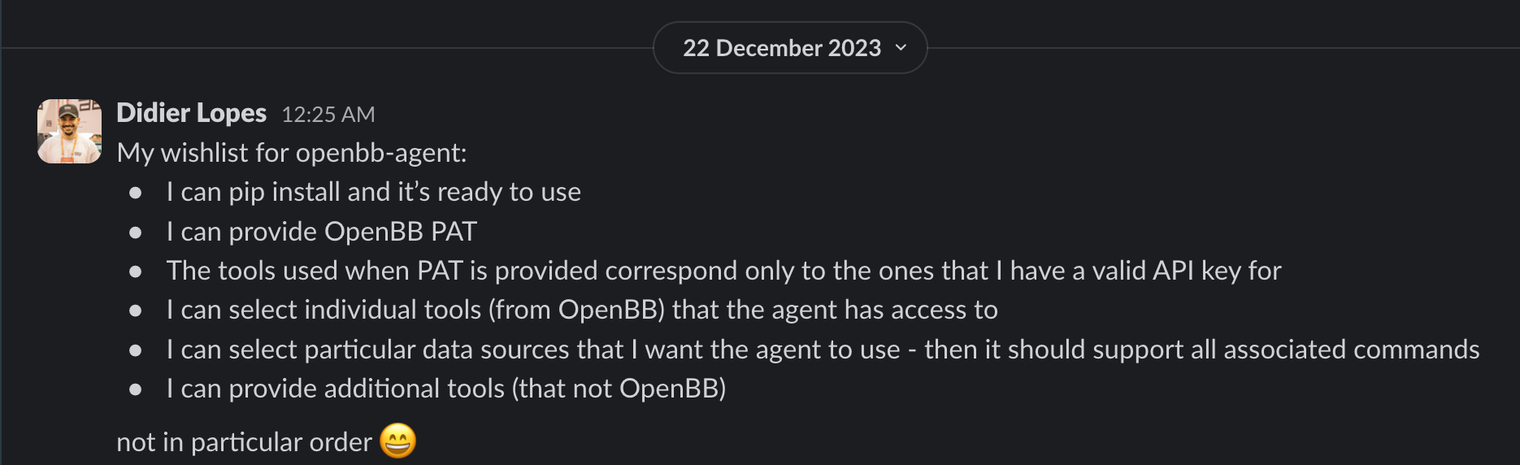 22 December 2023
Didier Lopes 12:25 AM
My wishlist for openbb-agent:
● I can pip install and it’s ready to use
● I can provide OpenBB PAT
● The tools used when PAT is provided correspond only to the ones that I have a valid API key for
● I can select individual tools (from OpenBB) that the agent has access to
● I can select particular data sources that I want the agent to use - then it should support all associated commands
● I can provide additional tools (that not OpenBB)
not in particular order 😄